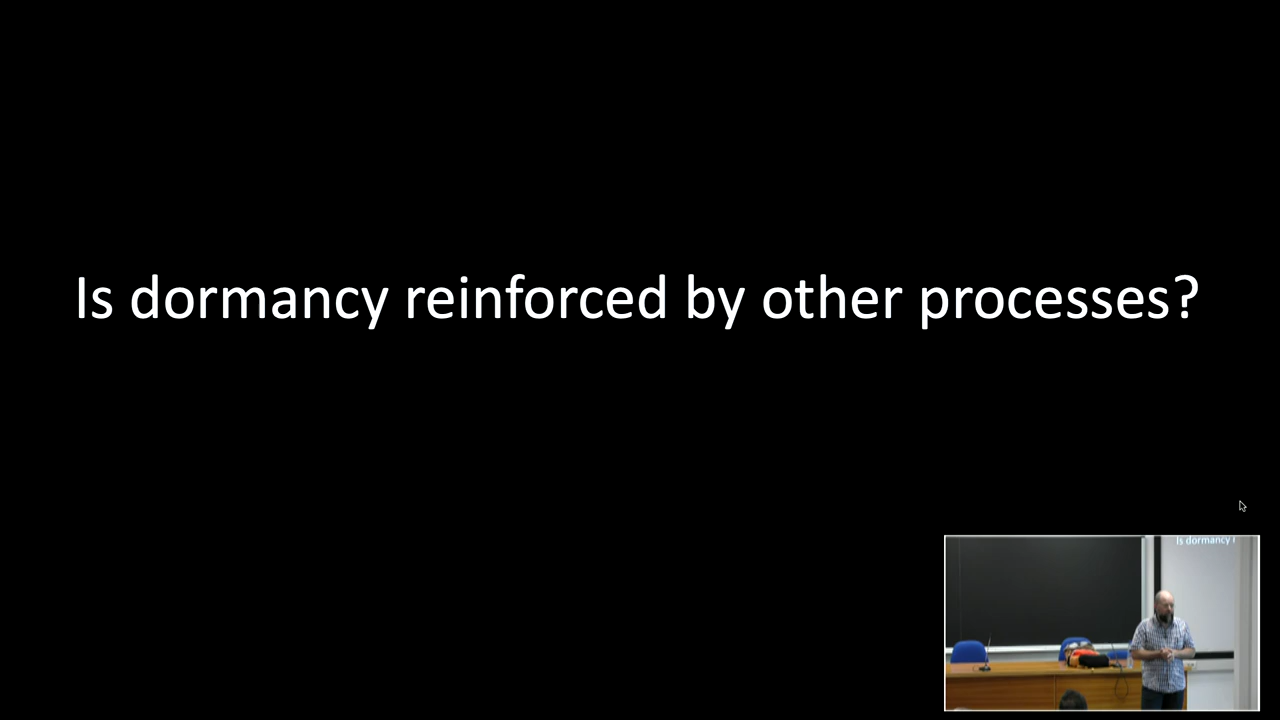 Is dormancy reinforced by other processes?
Is dormancy